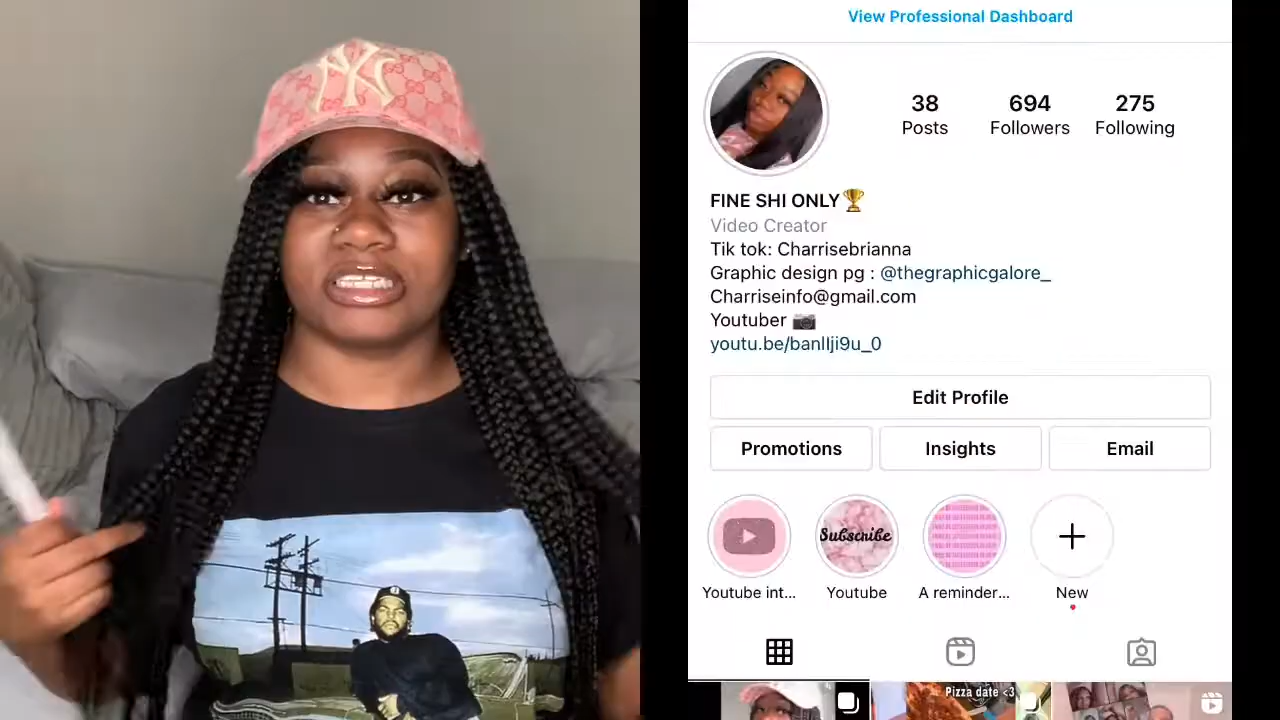 NY
View Professional Dashboard
38
694
275
Posts
Followers
Following
FINE SHI ONLY🏆
Video Creator
Tik tok: Charrisebrianna
Graphic design pg : @thegraphicgalore_
Charriseinfo@gmail.com
Youtuber 📷
youtu.be/banIIji9u_0
Edit Profile
Promotions
Insights
Email
Subscribe
Youtube int...
Youtube
A reminder...
New
Pizza date <3